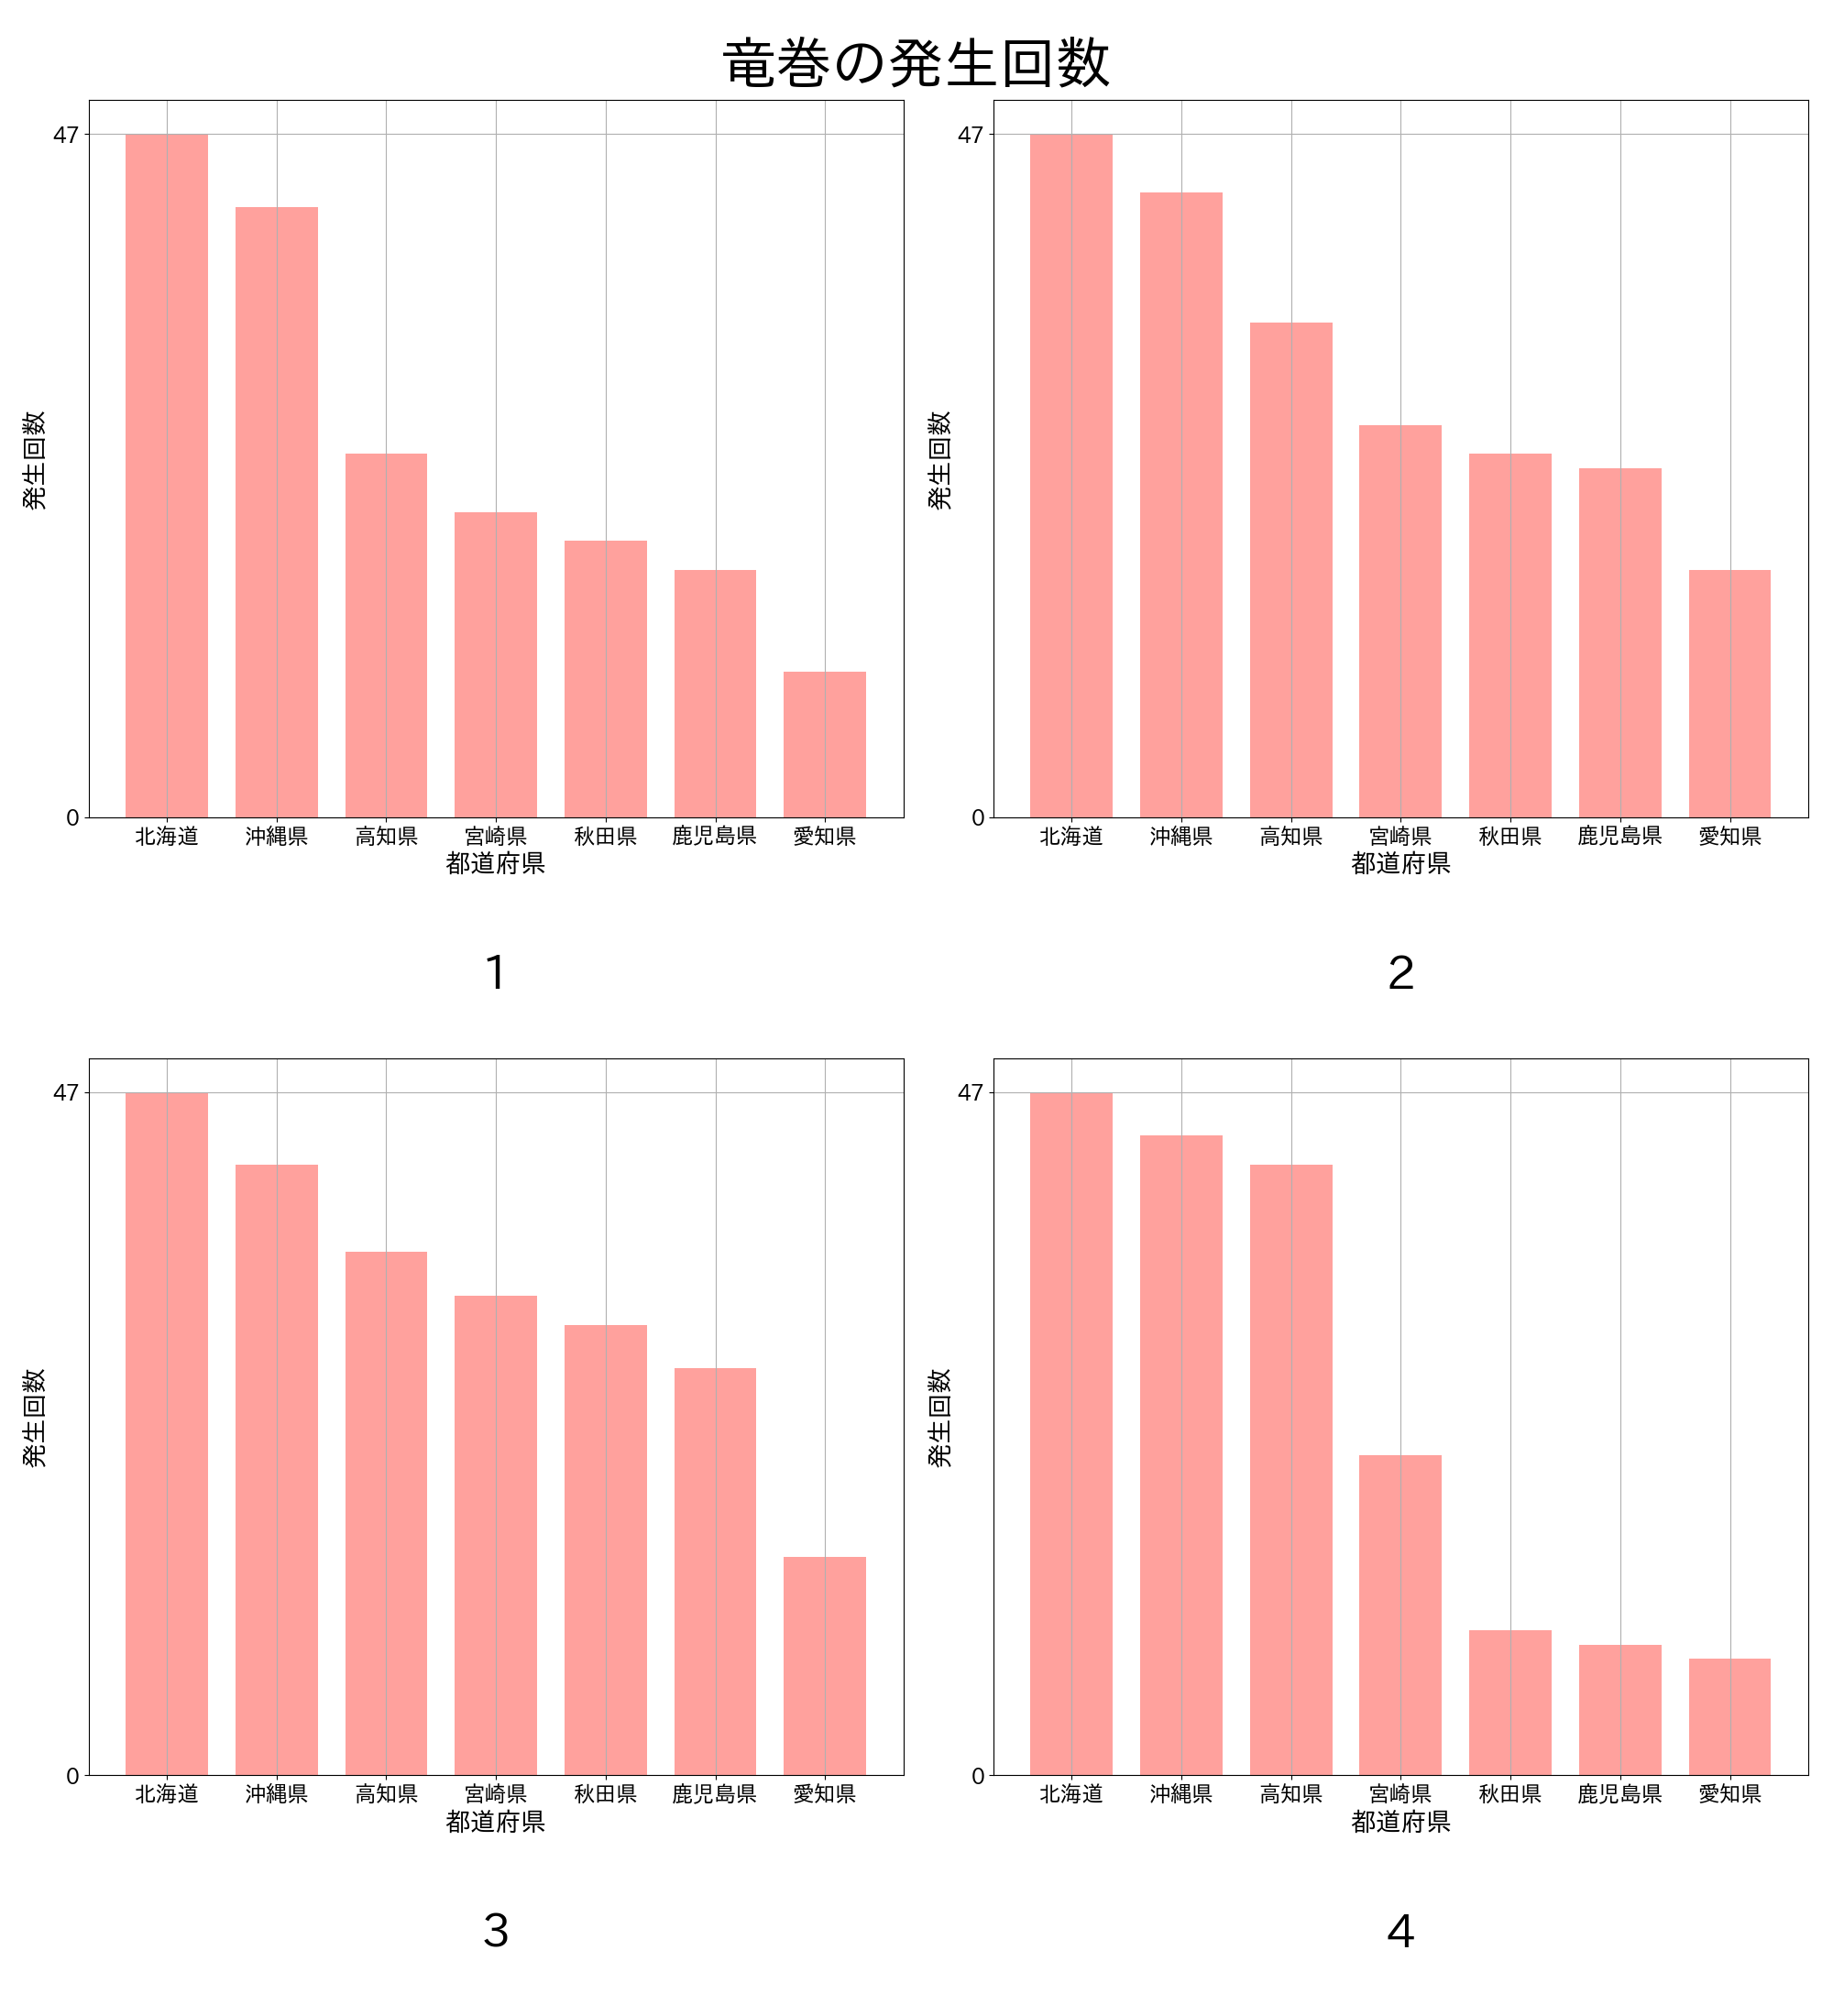 竜巻の発生回数
47
0
発生回数
北海道 沖縄県 高知県 宮崎県 秋田県 鹿児島県 愛知県
都道府県
1
47
0
発生回数
北海道 沖縄県 高知県 宮崎県 秋田県 鹿児島県 愛知県
都道府県
2
47
0
発生回数
北海道 沖縄県 高知県 宮崎県 秋田県 鹿児島県 愛知県
都道府県
3
47
0
発生回数
北海道 沖縄県 高知県 宮崎県 秋田県 鹿児島県 愛知県
都道府県
4